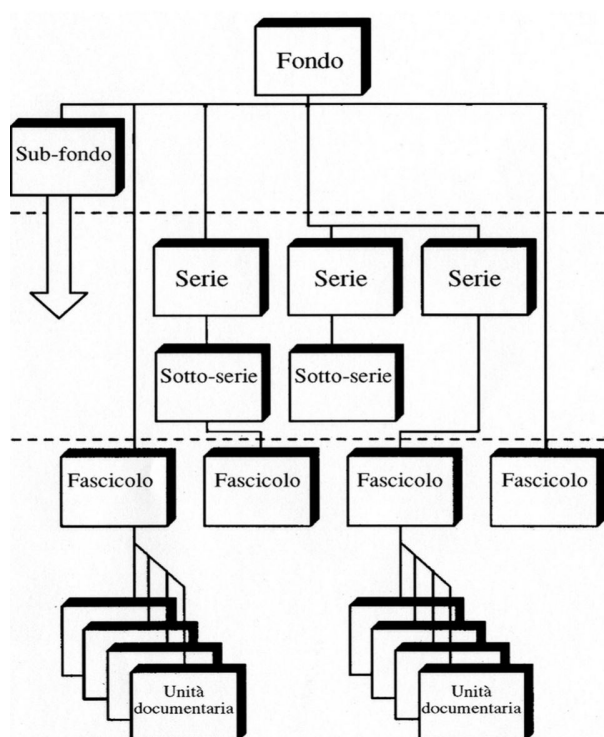 Fondo
Sub-fondo
Serie
Serie
Serie
Sotto-serie
Sotto-serie
Fascicolo
Fascicolo
Fascicolo
Fascicolo
Unità
documentaria
Unità
documentaria